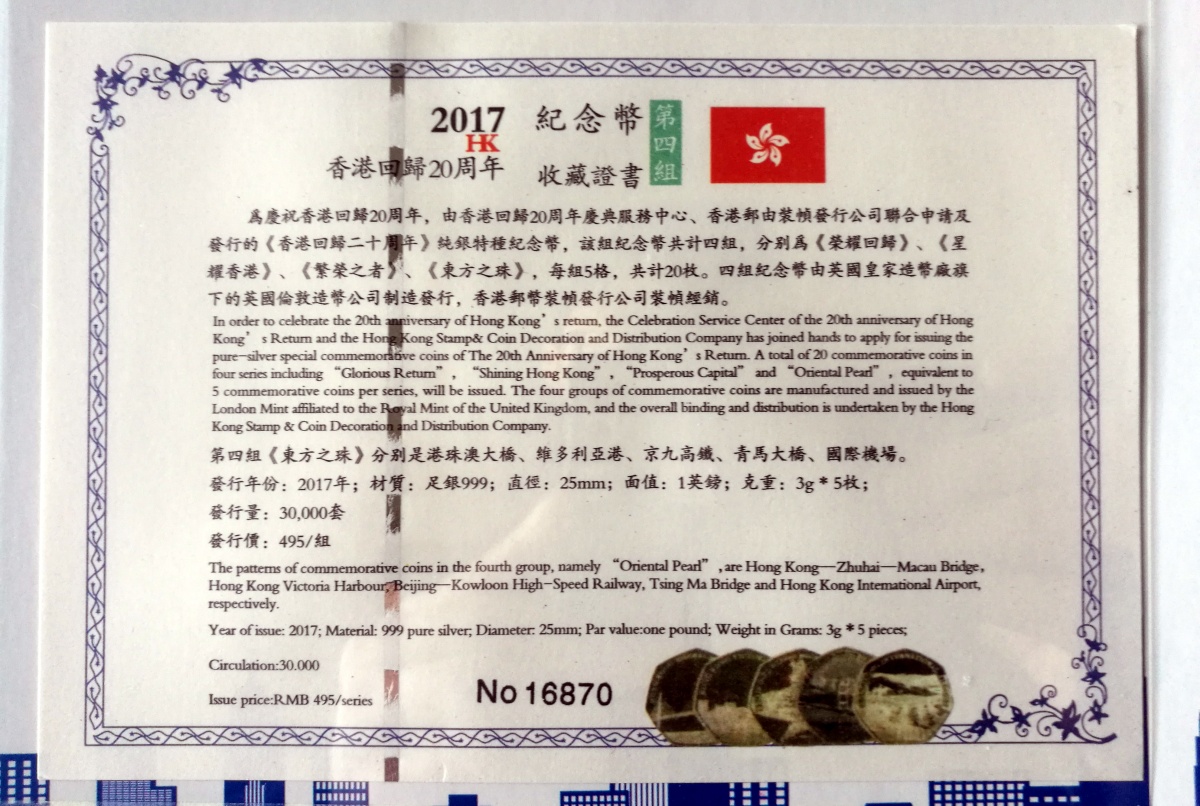 2017 紀念幣 第四組
HK
香港回歸20周年 收藏證書
爲慶祝香港回歸20周年，由香港回歸20周年慶典服務中心、香港郵由裝幀發行公司聯合申請及
發行的《香港回歸二十周年》純銀特種紀念幣，該組紀念幣共計四組，分別爲《榮耀回歸》、《星
耀香港》、《繁榮之者》、《東方之珠》，每組5格，共計20枚。四組紀念幣由英國皇家造幣廠旗
下的英國倫敦造幣公司制造發行，香港郵幣裝幀發行公司裝幀經銷。
In order to celebrate the 20th anniversary of Hong Kong’s return, the Celebration Service Center of the 20th anniversary of Hong
Kong’s Return and the Hong Kong Stamp& Coin Decoration and Distribution Company has joined hands to apply for issuing the
pure-silver special commemorative coins of The 20th Anniversary of Hong Kong’s Return. A total of 20 commemorative coins in
four series including “Glorious Return”, “Shining Hong Kong”, “Prosperous Capital” and “Oriental Pearl”, equivalent to
5 commemorative coins per series, will be issued. The four groups of commemorative coins are manufactured and issued by the
London Mint affiliated to the Royal Mint of the United Kingdom, and the overall binding and distribution is undertaken by the Hong
Kong Stamp & Coin Decoration and Distribution Company.
第四組《東方之珠》分別是港珠澳大橋、維多利亞港、京九高鐵、青馬大橋、國際機場。
發行年份：2017年；材質：足銀999；直徑：25mm；面值：1英鎊；克重：3g＊5枚；
發行量：30,000套
發行價：495/組
The patterns of commemorative coins in the fourth group, namely “Oriental Pearl”,are Hong Kong—Zhuhai—Macau Bridge,
Hong Kong Victoria Harbour, Beijing—Kowloon High-Speed Railway, Tsing Ma Bridge and Hong Kong International Airport,
respectively.
Year of issue: 2017; Material: 999 pure silver; Diameter: 25mm; Par value:one pound; Weight in Grams: 3g＊5 pieces;
Circulation:30.000
Issue price:RMB 495/series
No 16870